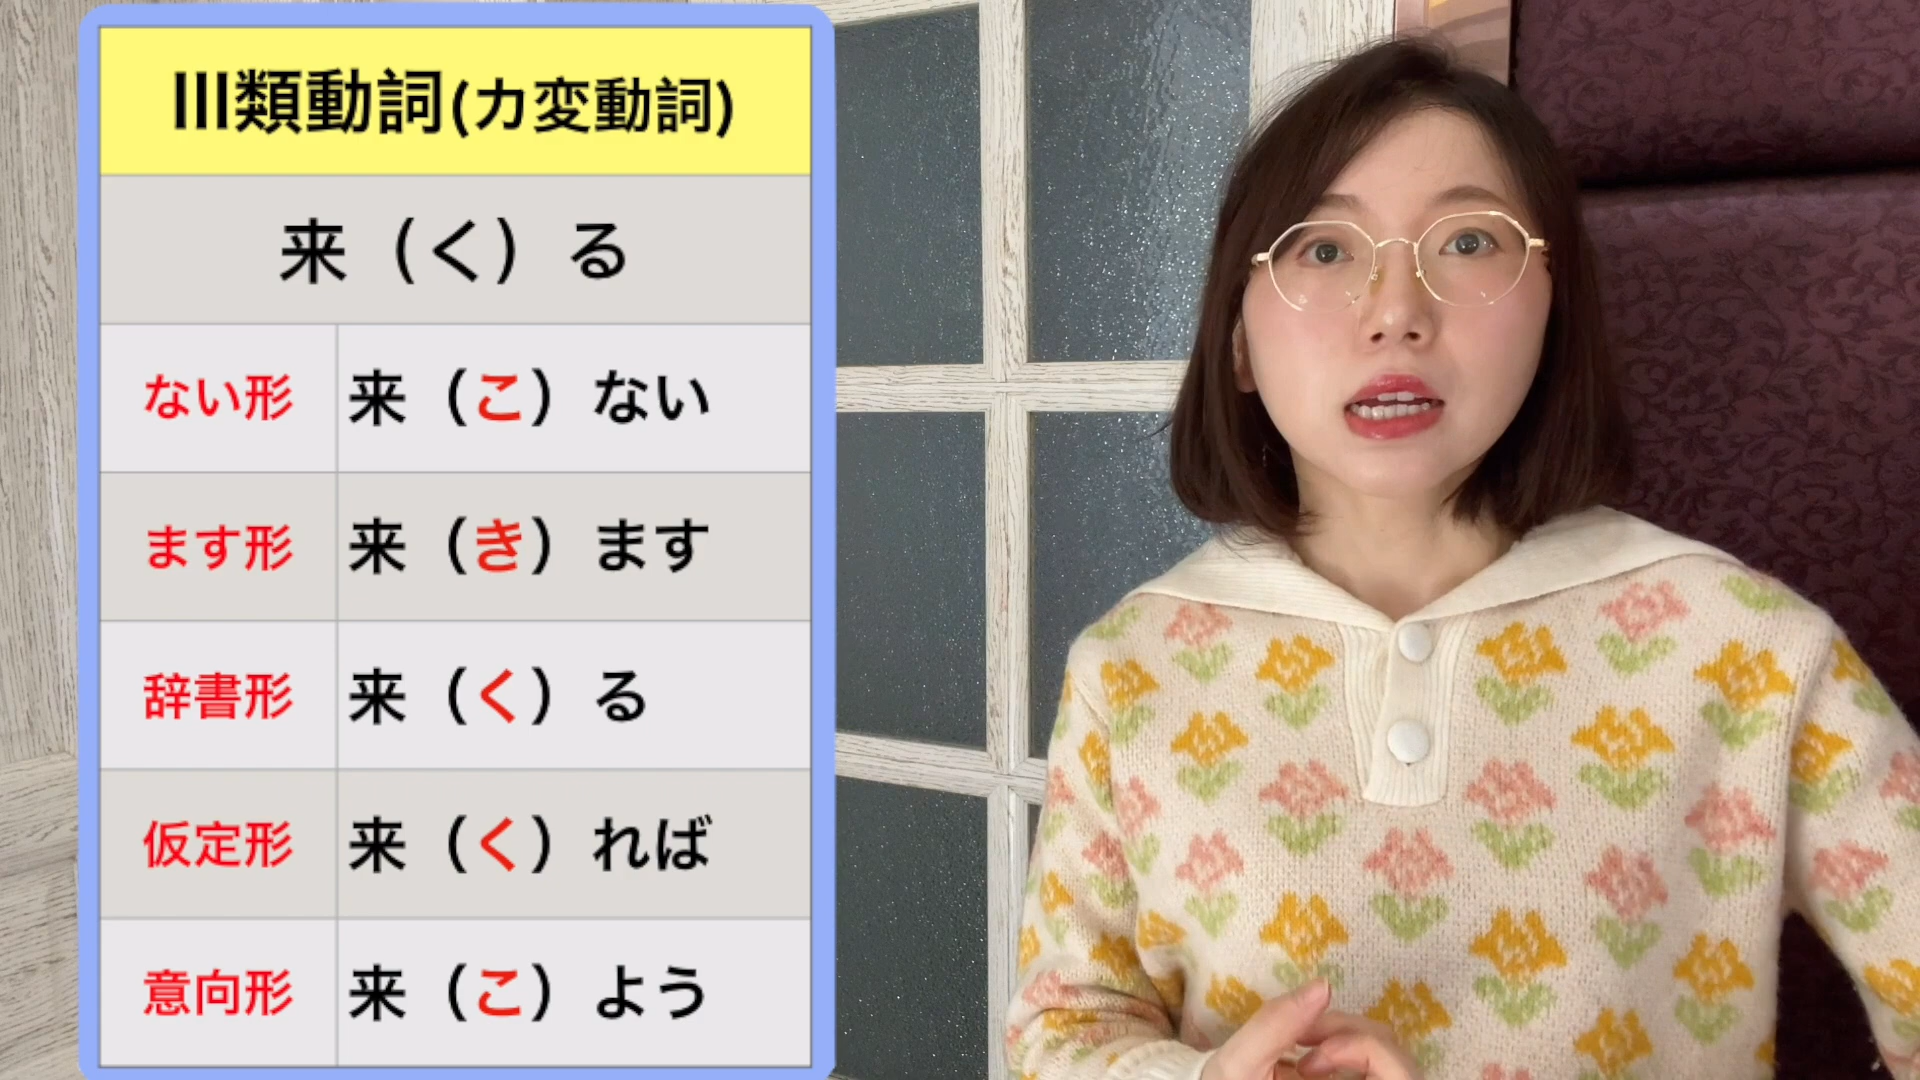 III類動詞(カ変動詞)
来（く）る
ない形 来（こ）ない
ます形 来（き）ます
辞書形 来（く）る
仮定形 来（く）れば
意向形 来（こ）よう